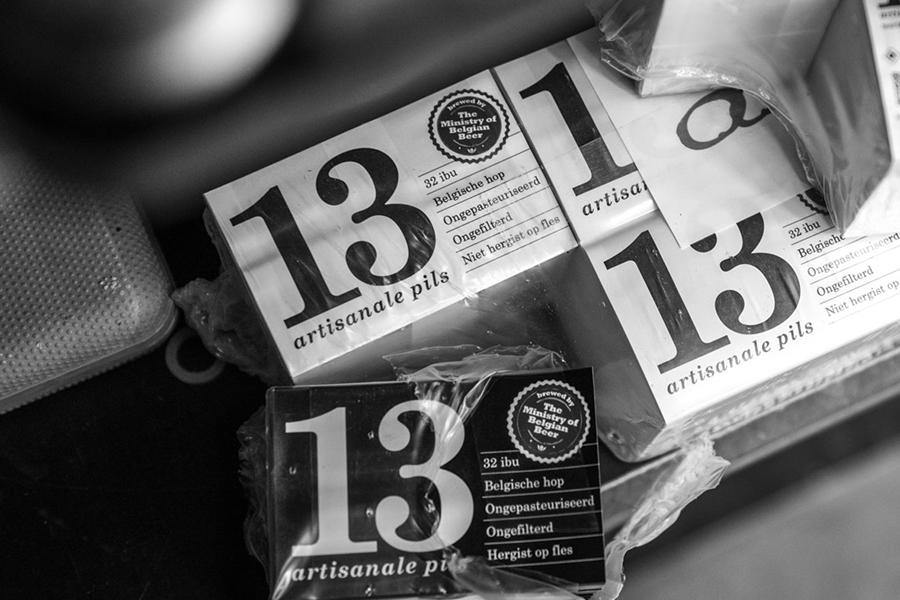 13
artisanale pils
brewed by
The
Ministry of
Belgian
Beer
32 ibu
Belgische hop
Ongepasteuriseerd
Ongefilterd
Niet hergist op fles
1
artisa
a
13
artisanale pils
32 ibu
Belgische
Ongepasteuriseerd
Ongefilterd
Niet hergist op fles
13
artisanale pils
brewed by
The
Ministry of
Belgian
Beer
32 ibu
Belgische hop
Ongepasteuriseerd
Ongefilterd
Hergist op fles